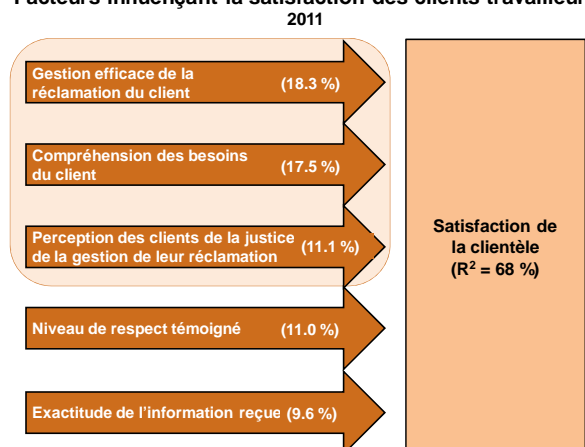 Facteurs influençant la satisfaction des clients travailleur
2011
Gestion efficace de la
réclamation du client (18.3 %)
Compréhension des besoins
du client (17.5 %)
Perception des clients de la justice
de la gestion de leur réclamation (11.1 %)
Niveau de respect témoigné (11.0 %)
Exactitude de l’information reçue (9.6 %)
Satisfaction de
la clientèle
(R² = 68 %)